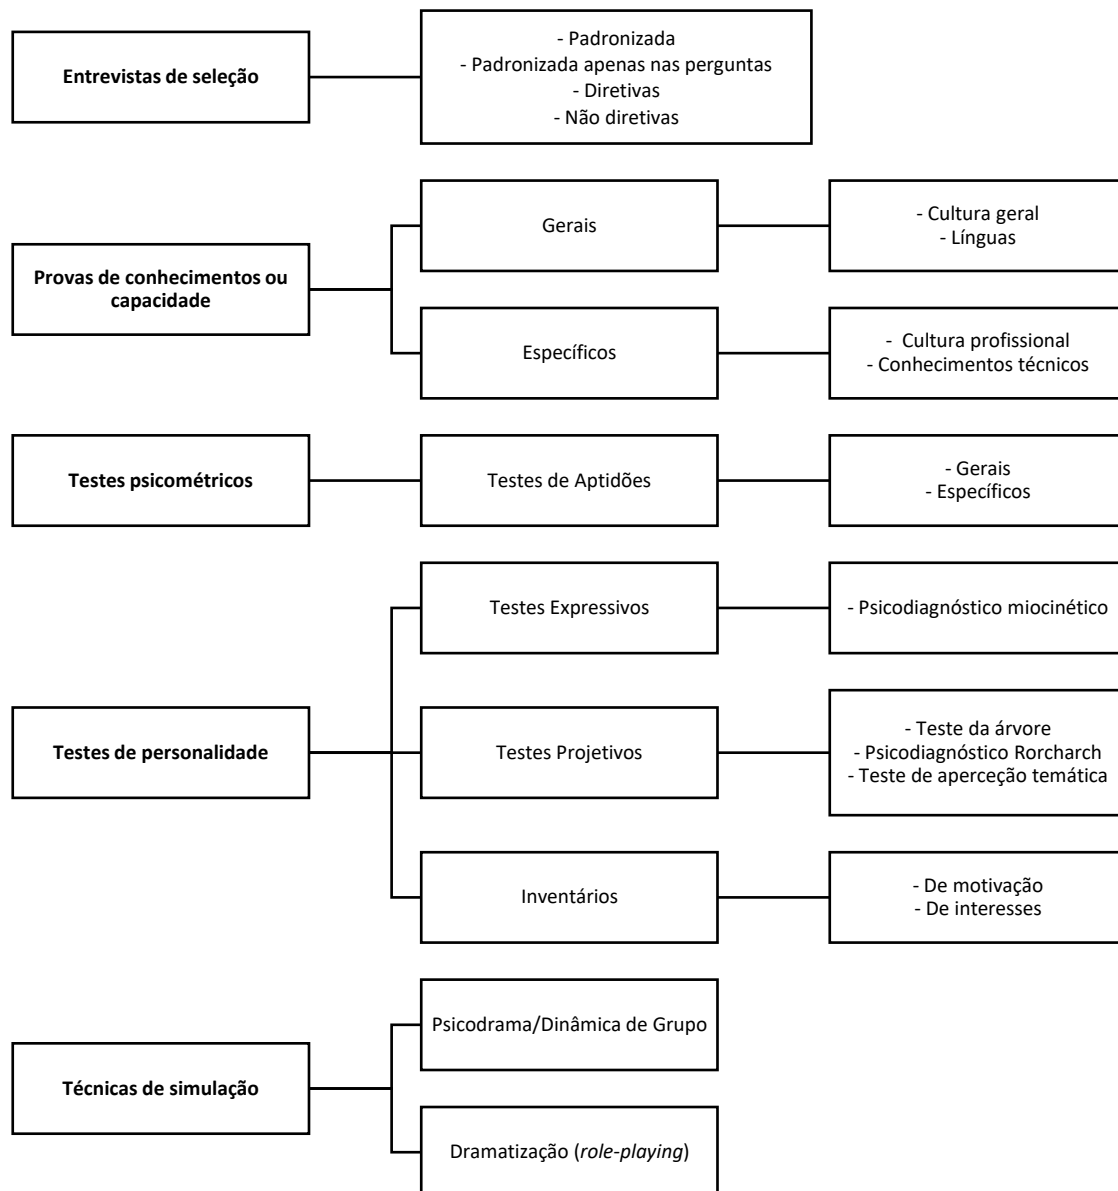 Entrevistas de seleção
- Padronizada
- Padronizada apenas nas perguntas
- Diretivas
- Não diretivas
Provas de conhecimentos ou
capacidade
Gerais
- Cultura geral
- Línguas
Específicos
- Cultura profissional
- Conhecimentos técnicos
Testes psicométricos
Testes de Aptidões
- Gerais
- Específicos
Testes de personalidade
Testes Expressivos
- Psicodiagnóstico miocinético
Testes Projetivos
- Teste da árvore
- Psicodiagnóstico Rorcharch
- Teste de aperceção temática
Inventários
- De motivação
- De interesses
Técnicas de simulação
Psicodrama/Dinâmica de Grupo
Dramatização (role-playing)